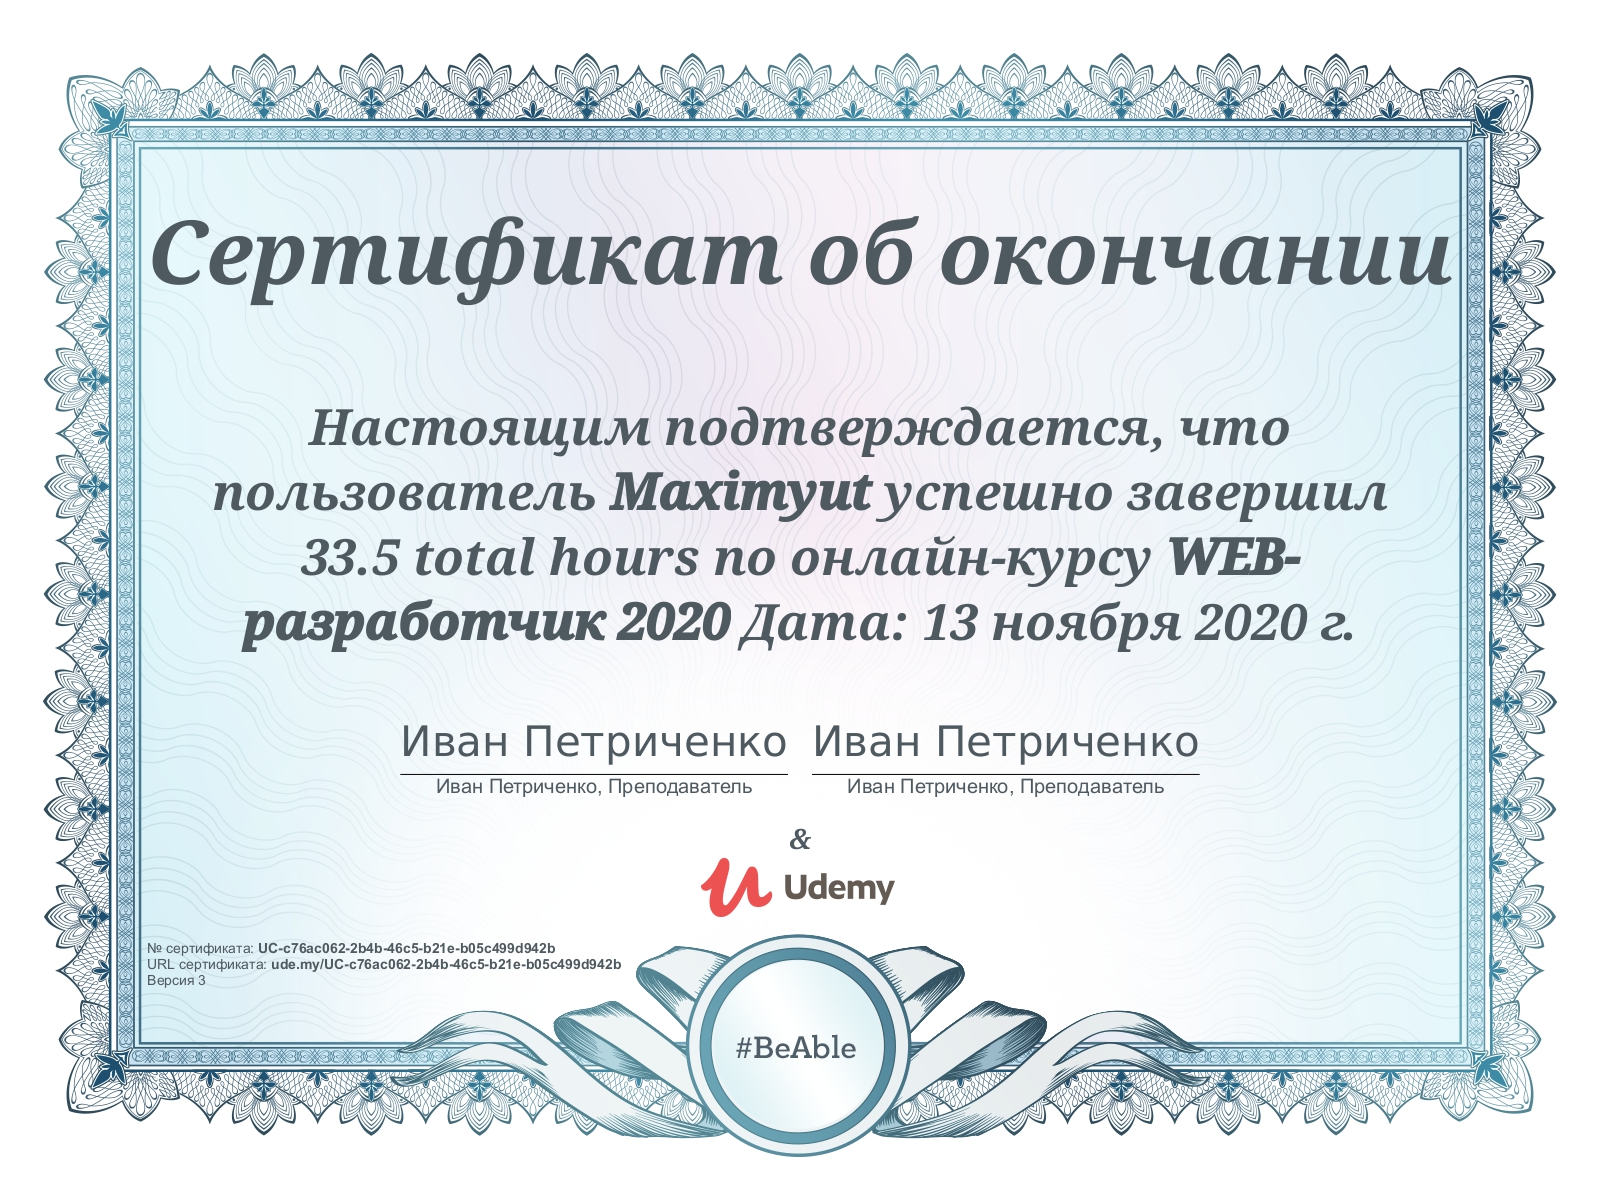 Сертификат об окончании
Настоящим подтверждается, что
пользователь Maximyut успешно завершил
33.5 total hours по онлайн-курсу WEB-
разработчик 2020 Дата: 13 ноября 2020 г.
Иван Петриченко Иван Петриченко
Иван Петриченко, Преподаватель Иван Петриченко, Преподаватель
&
Udemy
№ сертификата: UC-c76ac062-2b4b-46c5-b21e-b05c499d942b
URL сертификата: ude.my/UC-c76ac062-2b4b-46c5-b21e-b05c499d942b
Версия 3
#BeAble